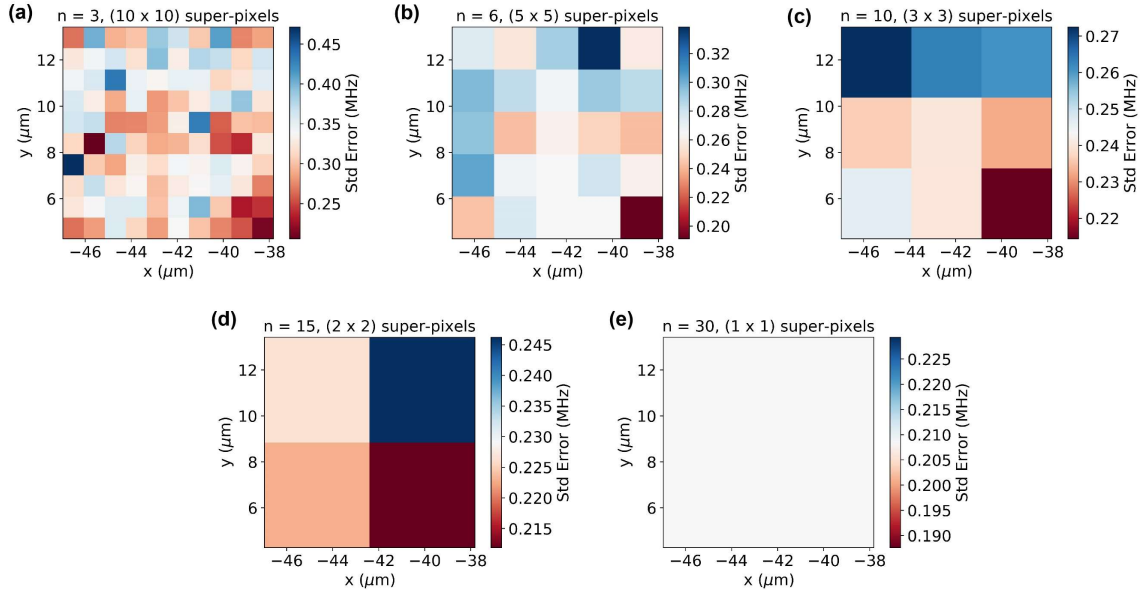 (a)
n = 3, (10 x 10) super-pixels
12
10
8
6
y (μm)
−46 −44 −42 −40 −38
x (μm)
0.45
0.40
0.35
0.30
0.25
Std Error (MHz)
(b)
n = 6, (5 x 5) super-pixels
12
10
8
6
y (μm)
−46 −44 −42 −40 −38
x (μm)
0.32
0.30
0.28
0.26
0.24
0.22
0.20
Std Error (MHz)
(c)
n = 10, (3 x 3) super-pixels
12
10
8
6
y (μm)
−46 −44 −42 −40 −38
x (μm)
0.27
0.26
0.25
0.24
0.23
0.22
Std Error (MHz)
(d)
n = 15, (2 x 2) super-pixels
12
10
8
6
y (μm)
−46 −44 −42 −40 −38
x (μm)
0.245
0.240
0.235
0.230
0.225
0.220
0.215
Std Error (MHz)
(e)
n = 30, (1 x 1) super-pixels
12
10
8
6
y (μm)
−46 −44 −42 −40 −38
x (μm)
0.225
0.220
0.215
0.210
0.205
0.200
0.195
0.190
Std Error (MHz)